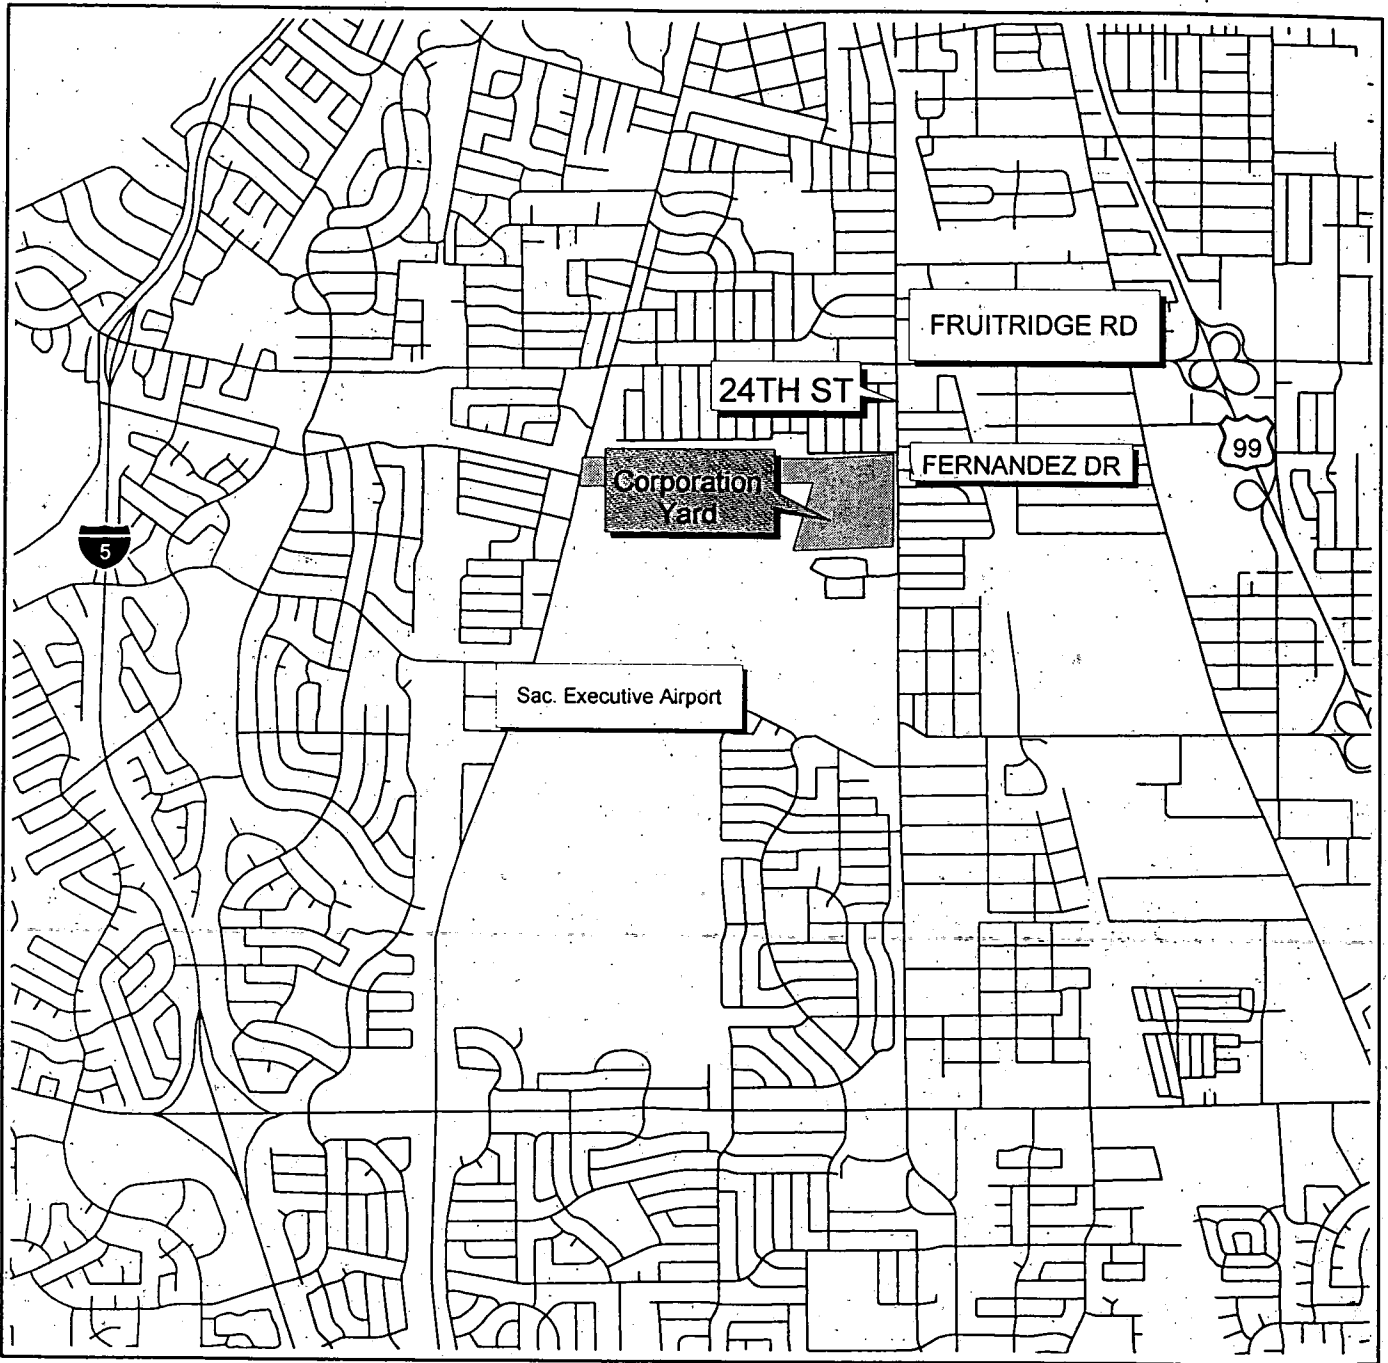 FRUITRIDGE RD
24TH ST
99
FERNANDEZ DR
Corporation
Yard
5
Sac. Executive Airport